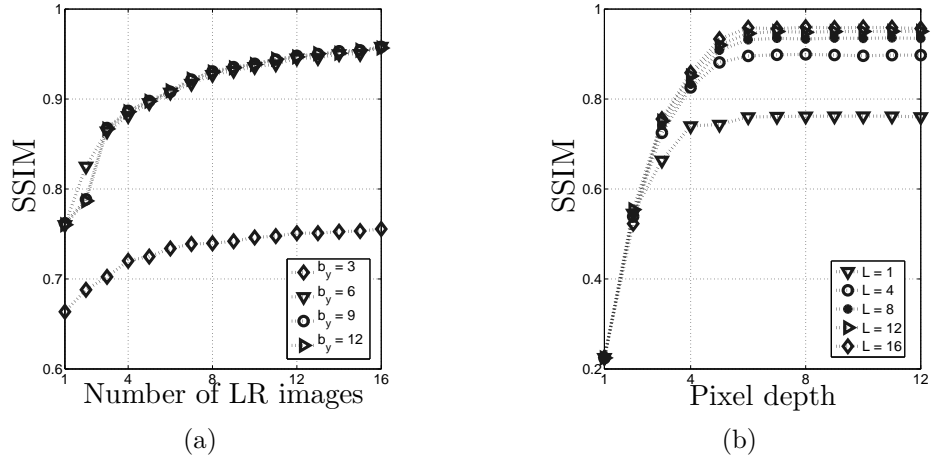 1
0.9
0.8
0.7
0.6
SSIM
1 4 8 12 16
Number of LR images
b_y = 3
b_y = 6
b_y = 9
b_y = 12
(a)
1
0.8
0.6
0.4
0.2
SSIM
1 4 8 12
Pixel depth
L = 1
L = 4
L = 8
L = 12
L = 16
(b)